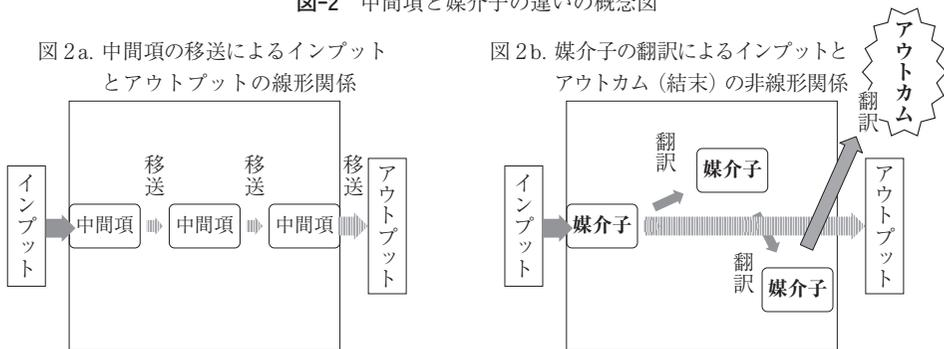 図-2 中間項と媒介子の違いの概念図
図2a. 中間項の移送によるインプット
とアウトプットの線形関係
インプット
中間項
移送
中間項
移送
中間項
移送
アウトプット
図2b. 媒介子の翻訳によるインプットと
アウトカム（結末）の非線形関係
インプット
媒介子
翻訳
媒介子
翻訳
媒介子
翻訳
アウトカム
アウトプット